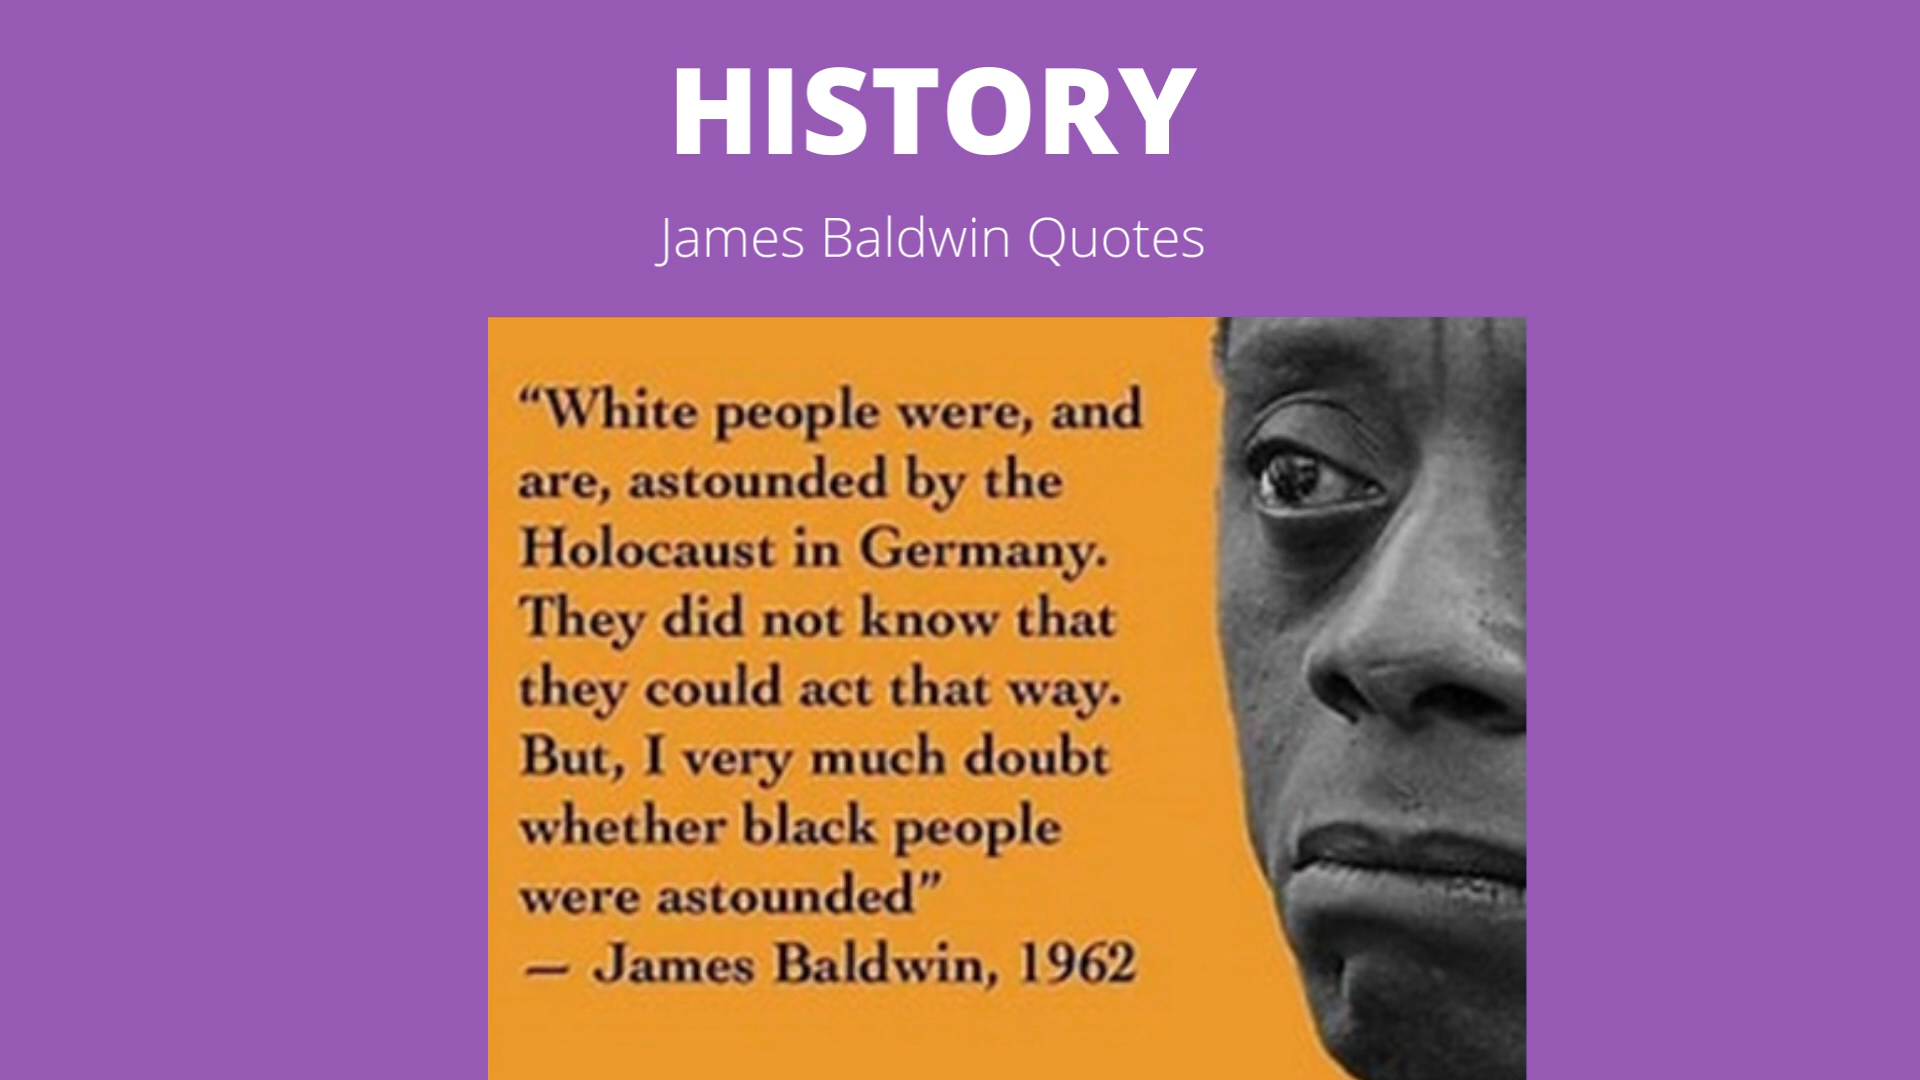 HISTORY
James Baldwin Quotes
“White people were, and
are, astounded by the
Holocaust in Germany.
They did not know that
they could act that way.
But, I very much doubt
whether black people
were astounded”
— James Baldwin, 1962